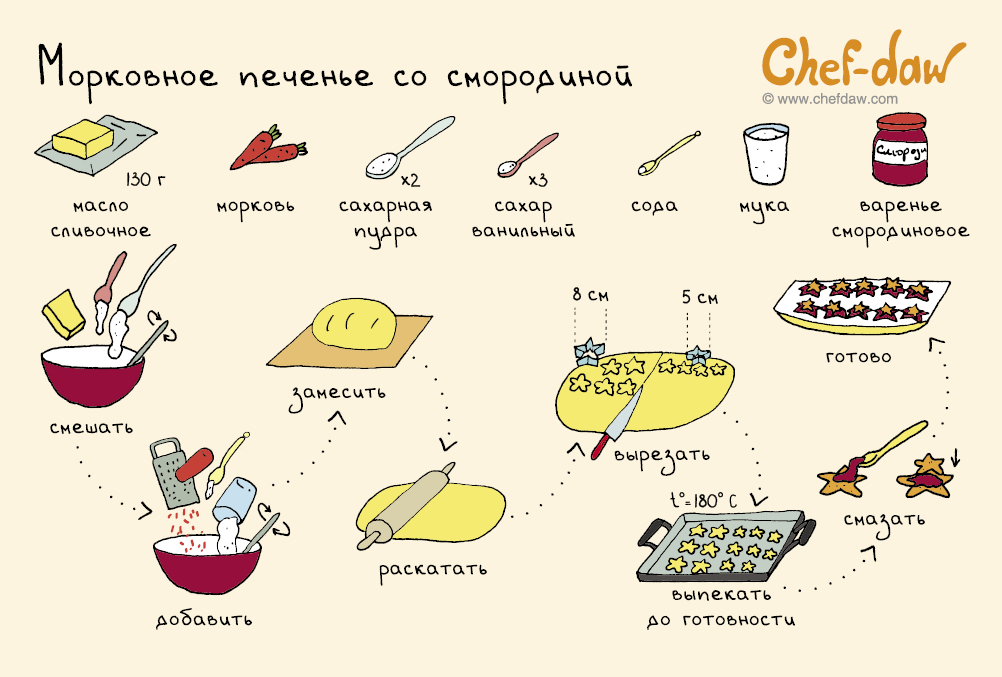 Морковное печенье со смородиной
Chef-daw
© www.chefdaw.com
130 г
масло
сливочное
морковь
x2
сахарная
пудра
x3
сахар
ванильный
сода
мука
Смороди
варенье
смородиновое
смешать
добавить
замесить
раскатать
8 см
5 см
вырезать
t°=180° C
выпекать
до готовности
смазать
готово